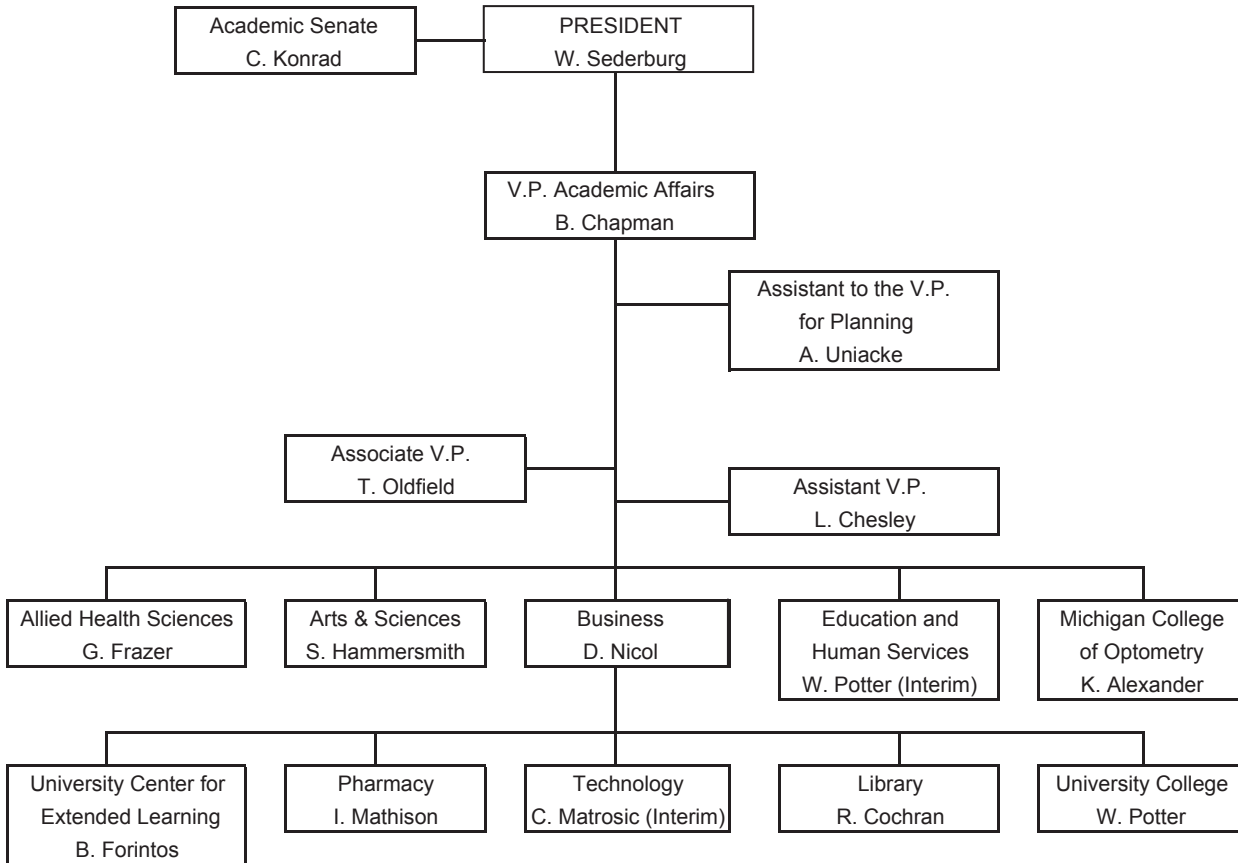 Academic Senate
C. Konrad
PRESIDENT
W. Sederburg
V.P. Academic Affairs
B. Chapman
Assistant to the V.P.
for Planning
A. Uniacke
Associate V.P.
T. Oldfield
Assistant V.P.
L. Chesley
Allied Health Sciences
G. Frazer
Arts & Sciences
S. Hammersmith
Business
D. Nicol
Education and
Human Services
W. Potter (Interim)
Michigan College
of Optometry
K. Alexander
University Center for
Extended Learning
B. Forintos
Pharmacy
I. Mathison
Technology
C. Matrosic (Interim)
Library
R. Cochran
University College
W. Potter